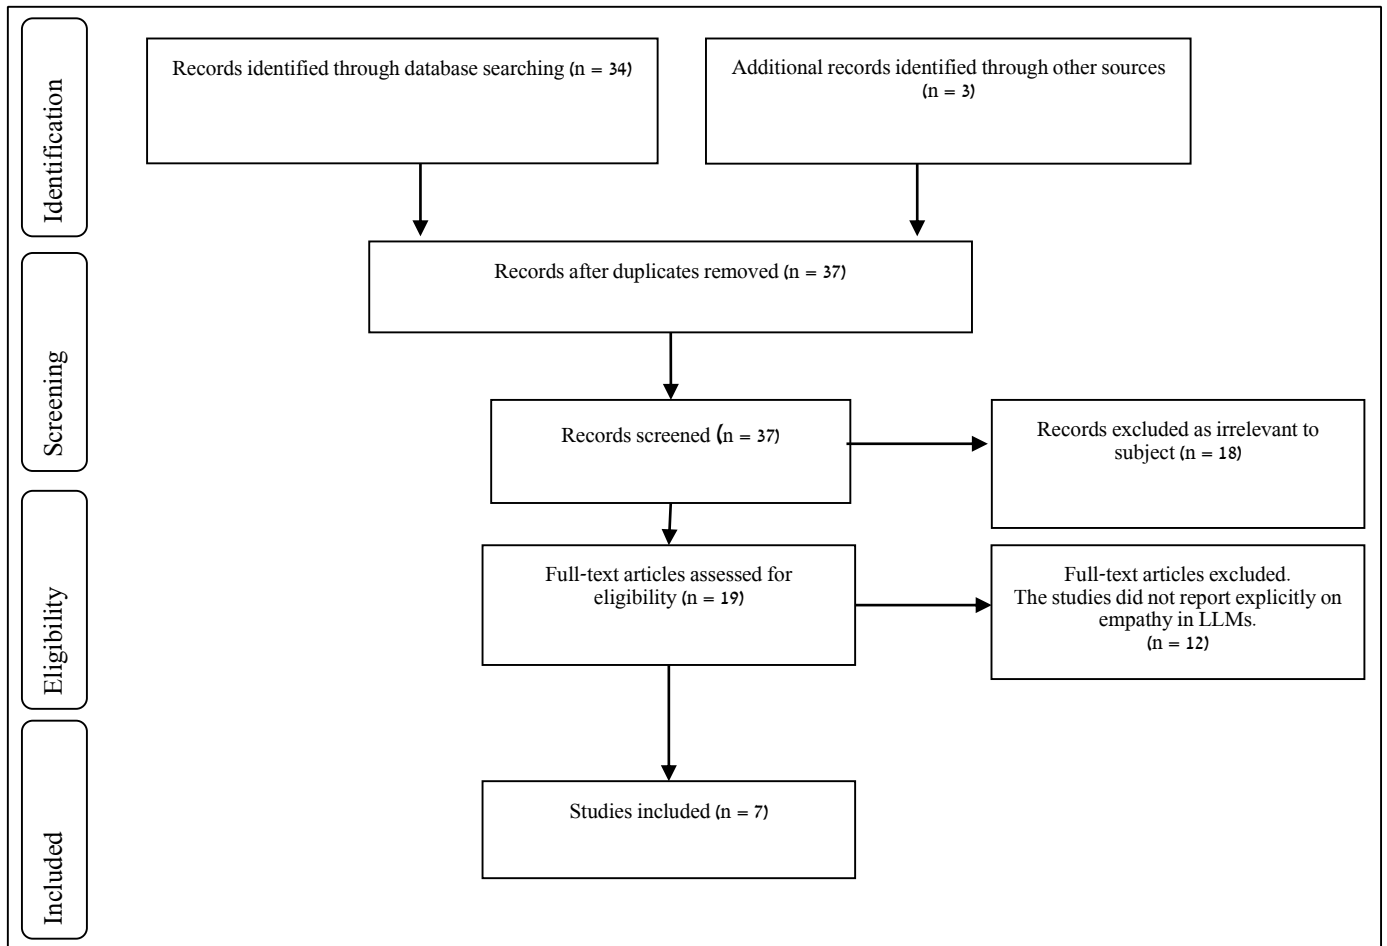 Identification
Records identified through database searching (n = 34)
Additional records identified through other sources
(n = 3)
Screening
Records after duplicates removed (n = 37)
Records screened (n = 37)
Records excluded as irrelevant to
subject (n = 18)
Eligibility
Full-text articles assessed for
eligibility (n = 19)
Full-text articles excluded.
The studies did not report explicitly on
empathy in LLMs.
(n = 12)
Included
Studies included (n = 7)